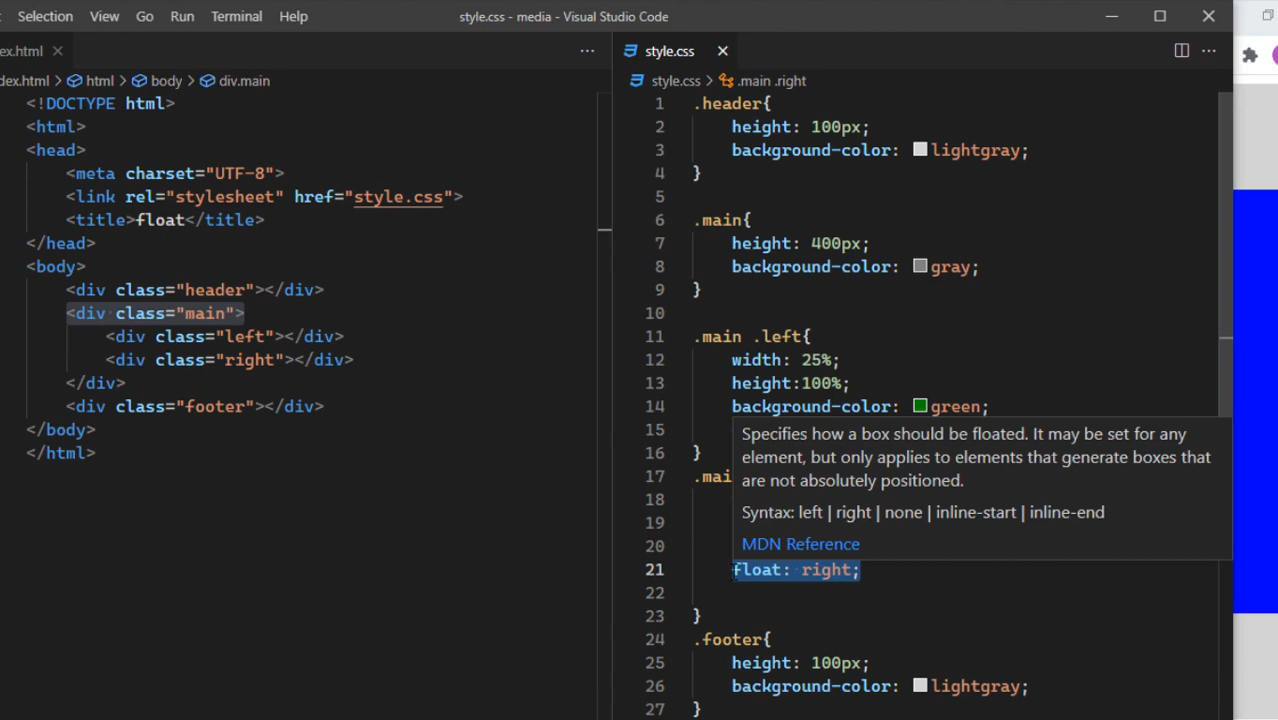 Selection View Go Run Terminal Help
style.css - media - Visual Studio Code
ex.html
dex.html > html > body > div.main
<!DOCTYPE html>
<html>
<head>
<meta charset="UTF-8">
<link rel="stylesheet" href="style.css">
<title>float</title>
</head>
<body>
<div class="header"></div>
<div class="main">
<div class="left"></div>
<div class="right"></div>
</div>
<div class="footer"></div>
</body>
</html>
style.css
style.css > .main .right
1 .header{
2 height: 100px;
3 background-color: lightgray;
4 }
5
6 .main{
7 height: 400px;
8 background-color: gray;
9 }
10
11 .main .left{
12 width: 25%;
13 height:100%;
14 background-color: green;
15
16 }
17 .mai
18
19
20
21 float: right;
22
23 }
24 .footer{
25 height: 100px;
26 background-color: lightgray;
27 }
Specifies how a box should be floated. It may be set for any
element, but only applies to elements that generate boxes that
are not absolutely positioned.
Syntax: left | right | none | inline-start | inline-end
MDN Reference